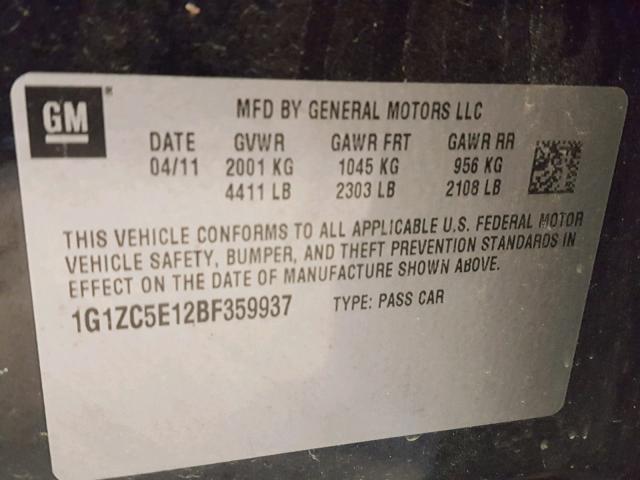 GM
MFD BY GENERAL MOTORS LLC
DATE GVWR GAWR FRT GAWR RR
04/11 2001 KG 1045 KG 956 KG
4411 LB 2303 LB 2108 LB
THIS VEHICLE CONFORMS TO ALL APPLICABLE U.S. FEDERAL MOTOR
VEHICLE SAFETY, BUMPER, AND THEFT PREVENTION STANDARDS IN
EFFECT ON THE DATE OF MANUFACTURE SHOWN ABOVE.
1G1ZC5E12BF359937 TYPE: PASS CAR